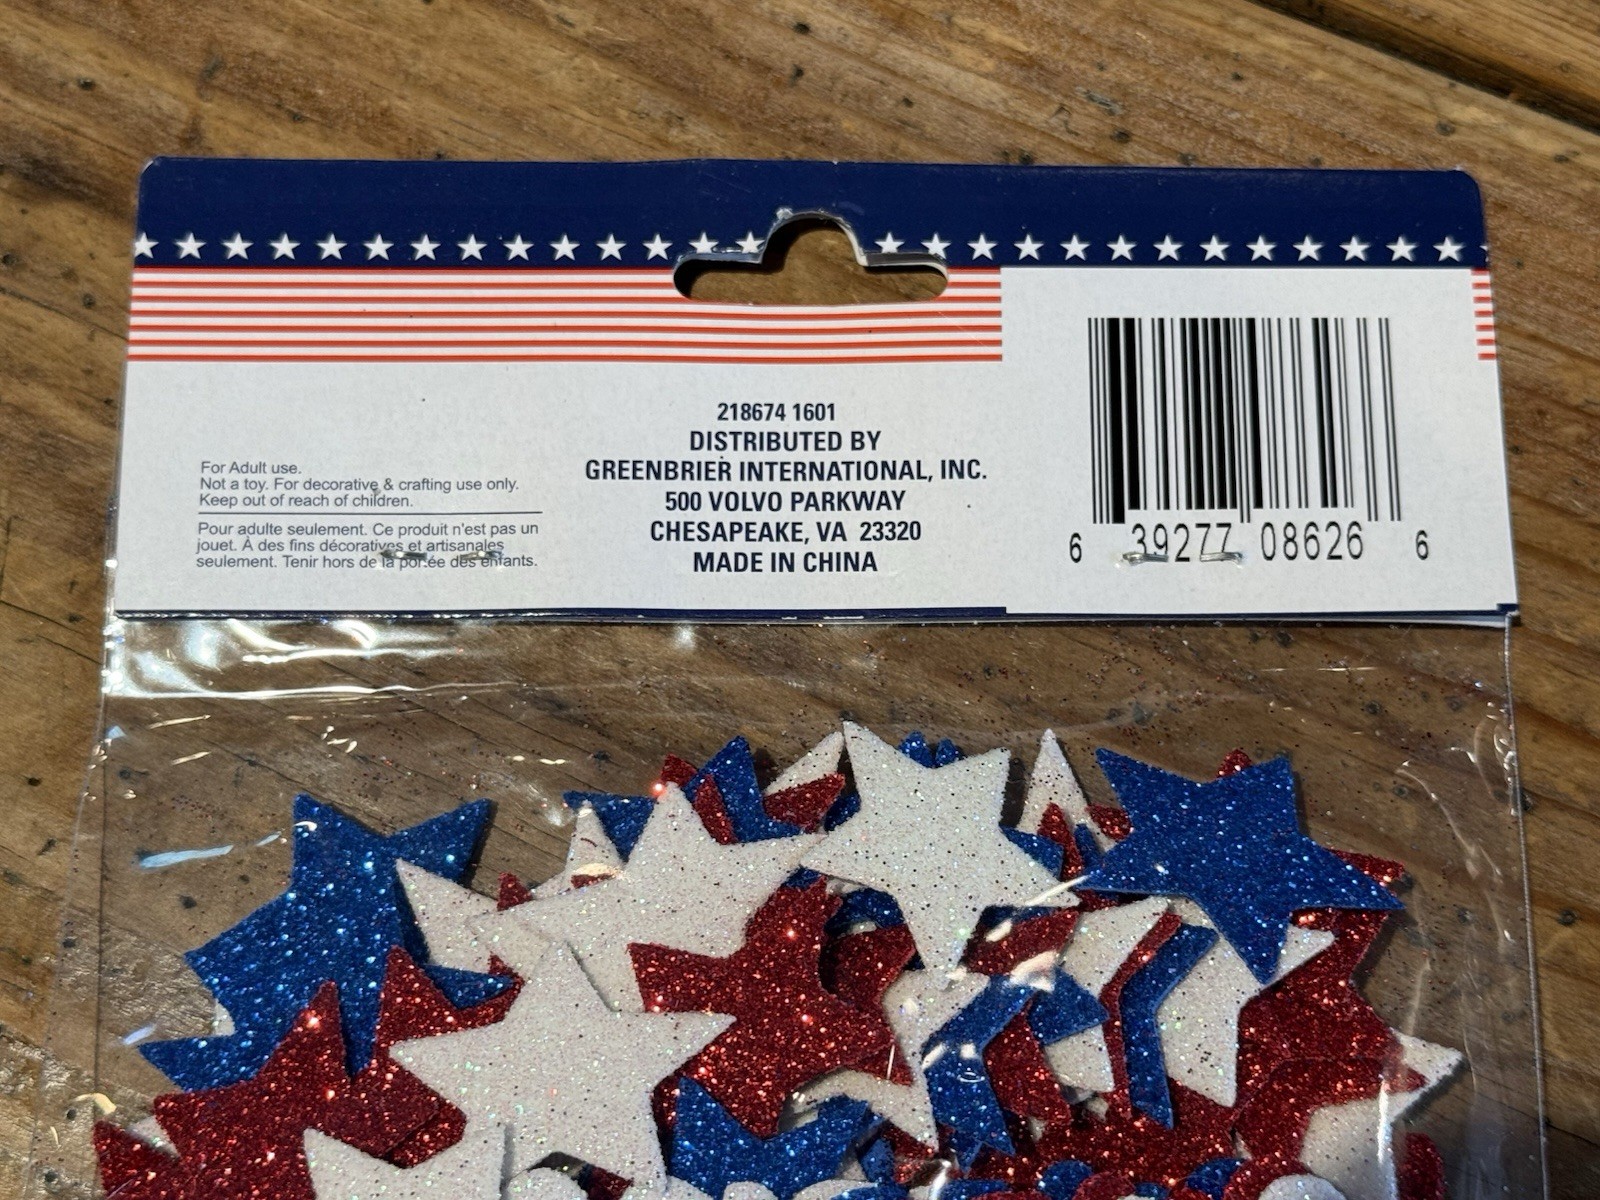 For Adult use.
Not a toy. For decorative & crafting use only.
Keep out of reach of children.
Pour adulte seulement. Ce produit n'est pas un
jouet. À des fins décoratives et artisanales
seulement. Tenir hors de la portée des enfants.
218674 1601
DISTRIBUTED BY
GREENBRIER INTERNATIONAL, INC.
500 VOLVO PARKWAY
CHESAPEAKE, VA 23320
MADE IN CHINA
6 39277 08626 6